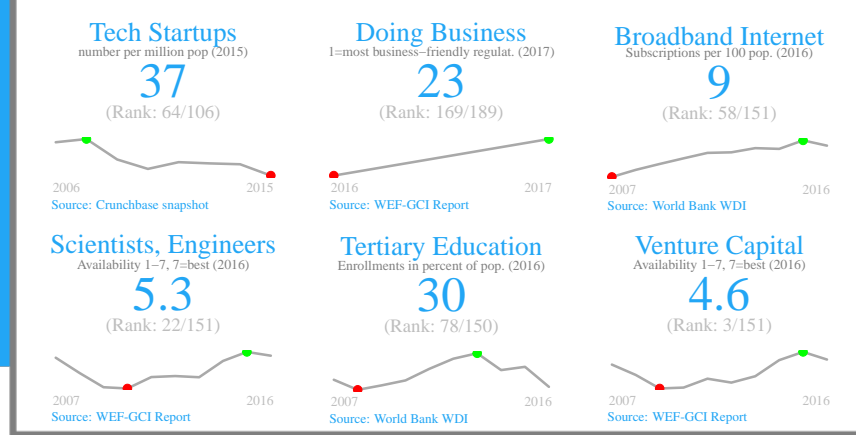 Tech Startups
number per million pop (2015)
37
(Rank: 64/106)
2006 2015
Source: Crunchbase snapshot
Doing Business
1=most business−friendly regulat. (2017)
23
(Rank: 169/189)
2016 2017
Source: WEF-GCI Report
Broadband Internet
Subscriptions per 100 pop. (2016)
9
(Rank: 58/151)
2007 2016
Source: World Bank WDI
Scientists, Engineers
Availability 1−7, 7=best (2016)
5.3
(Rank: 22/151)
2007 2016
Source: WEF-GCI Report
Tertiary Education
Enrollments in percent of pop. (2016)
30
(Rank: 78/150)
2007 2016
Source: World Bank WDI
Venture Capital
Availability 1−7, 7=best (2016)
4.6
(Rank: 3/151)
2007 2016
Source: WEF-GCI Report